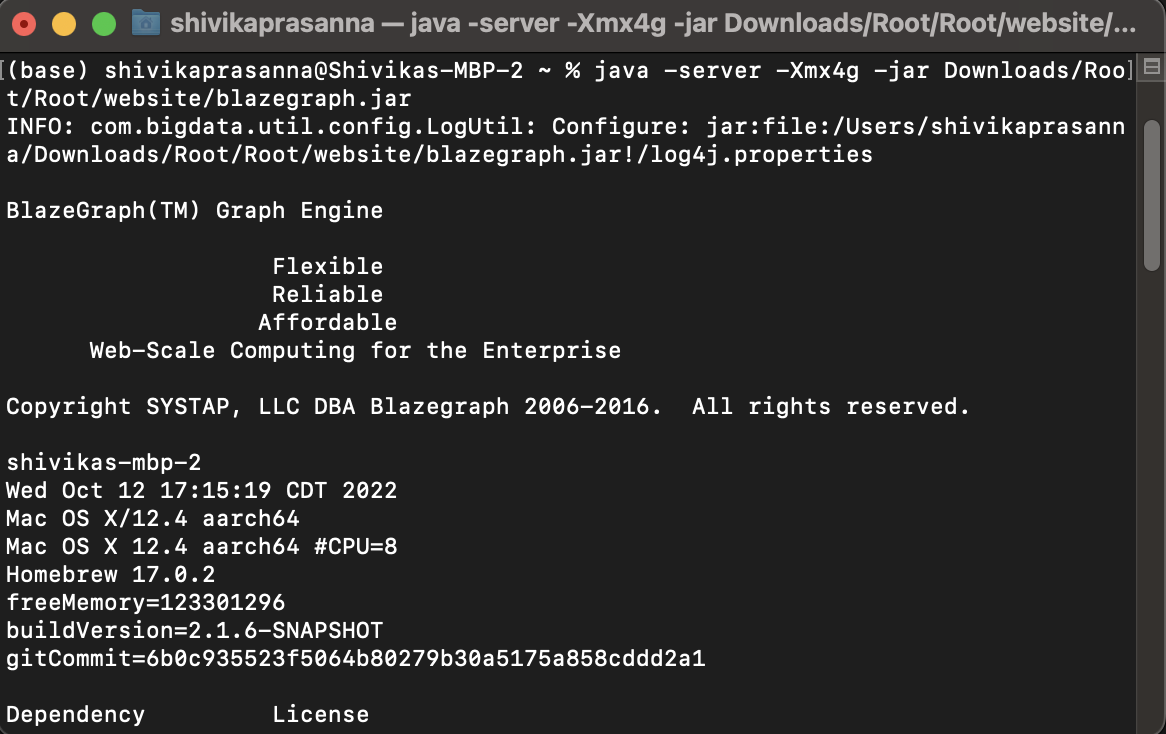 shivikaprasanna — java -server -Xmx4g -jar Downloads/Root/Root/website/...
[(base) shivikaprasanna@Shivikas-MBP-2 ~ % java -server -Xmx4g -jar Downloads/Roo]
t/Root/website/blazegraph.jar
INFO: com.bigdata.util.config.LogUtil: Configure: jar:file:/Users/shivikaprasann
a/Downloads/Root/Root/website/blazegraph.jar!/log4j.properties
BlazeGraph(TM) Graph Engine
Flexible
Reliable
Affordable
Web-Scale Computing for the Enterprise
Copyright SYSTAP, LLC DBA Blazegraph 2006-2016.  All rights reserved.
shivikas-mbp-2
Wed Oct 12 17:15:19 CDT 2022
Mac OS X/12.4 aarch64
Mac OS X 12.4 aarch64 #CPU=8
Homebrew 17.0.2
freeMemory=123301296
buildVersion=2.1.6-SNAPSHOT
gitCommit=6b0c935523f5064b80279b30a5175a858cddd2a1
Dependency         License